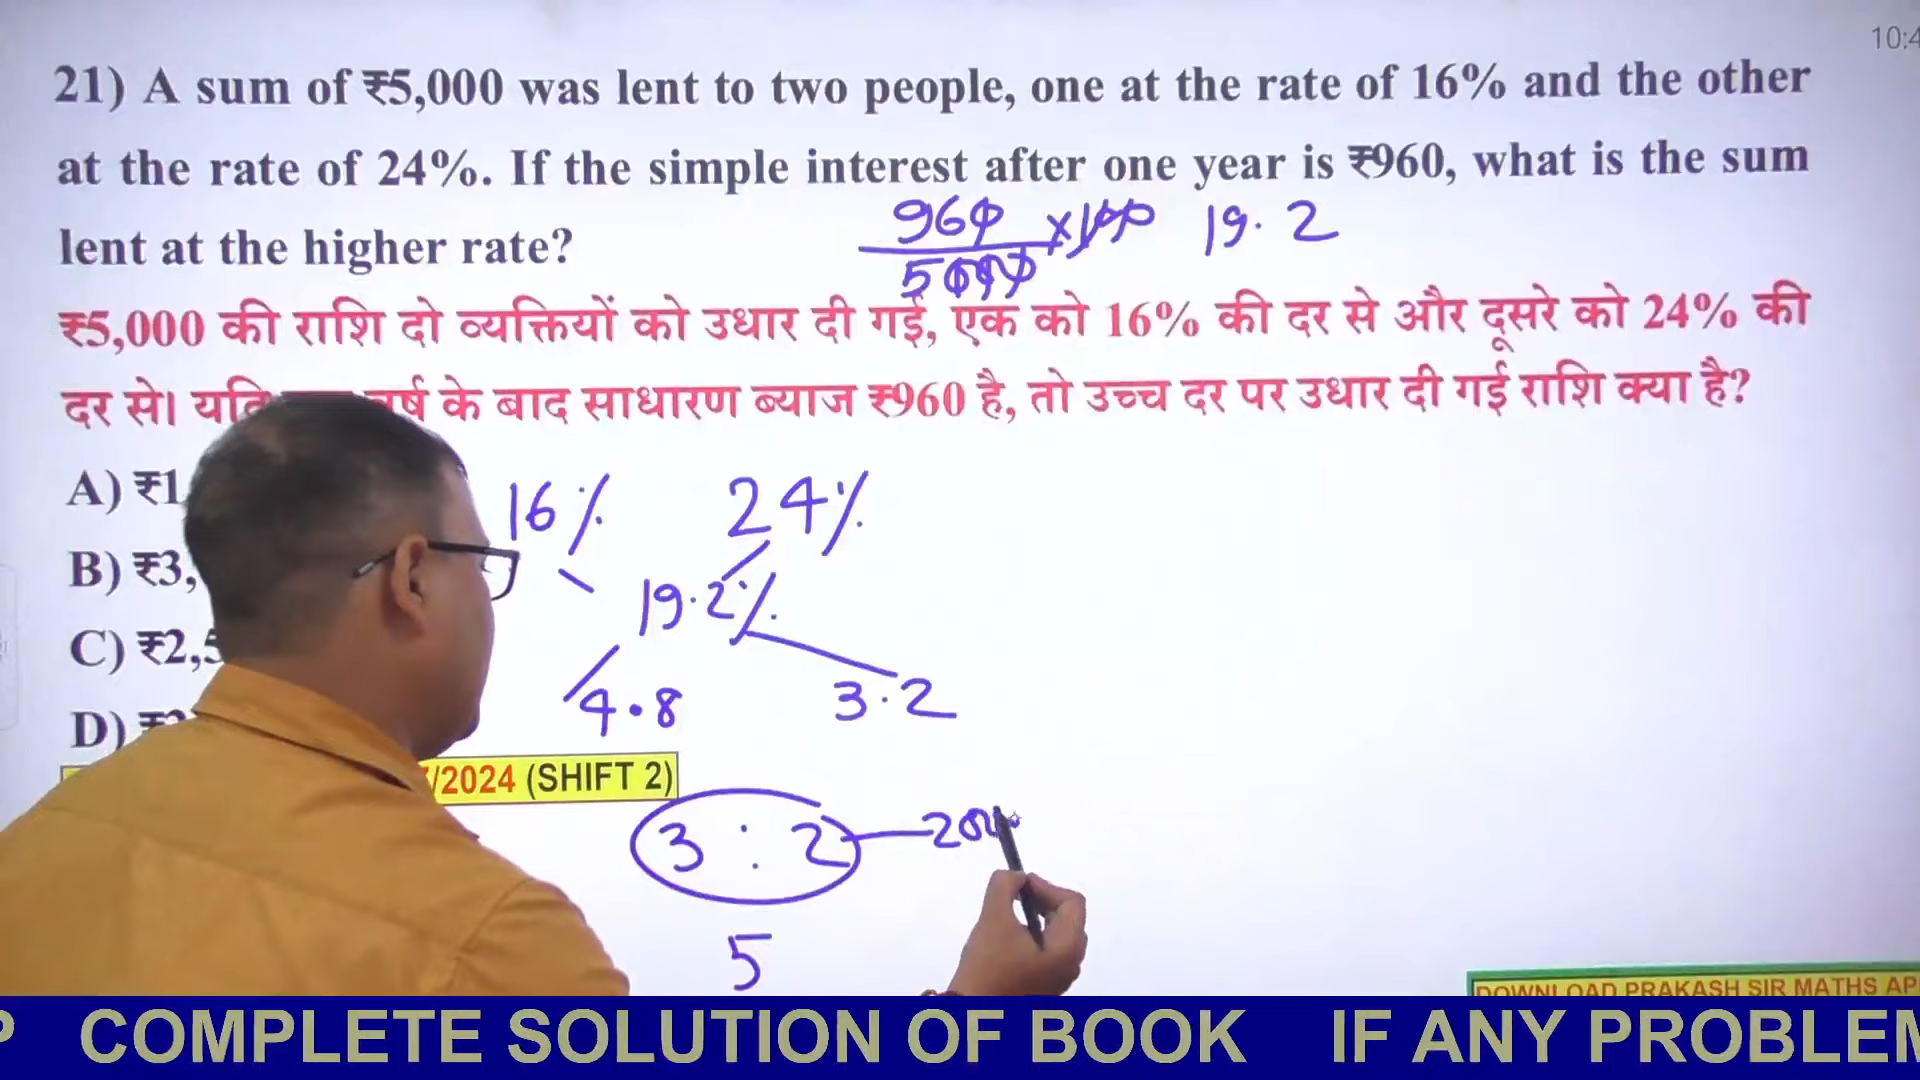 10:4
21) A sum of ₹5,000 was lent to two people, one at the rate of 16% and the other
at the rate of 24%. If the simple interest after one year is ₹960, what is the sum
lent at the higher rate?
960
5000
×100
19.2
₹5,000 की राशि दो व्यक्तियों को उधार दी गई, एक को 16% की दर से और दूसरे को 24% की
दर से। यदि वर्ष के बाद साधारण ब्याज ₹960 है, तो उच्च दर पर उधार दी गई राशि क्या है?
A) ₹1
B) ₹3,
C) ₹2,5
D)
16% 24%
19.2%
4.8 3.2
/2024 (SHIFT 2)
3 : 2
5
DOWNLOAD PRAKASH SIR MATHS AP
P COMPLETE SOLUTION OF BOOK IF ANY PROBLEM